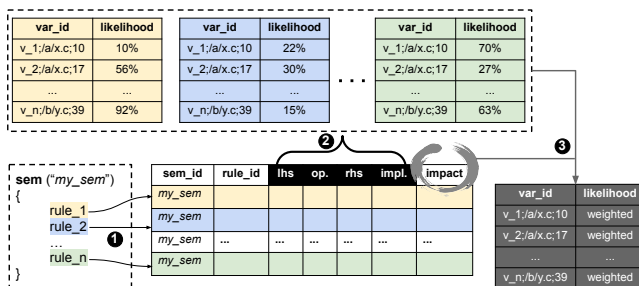 var_id likelihood
v_1;/a/x.c;10 10%
v_2;/a/x.c;17 56%
... ...
v_n;/b/y.c;39 92%
var_id likelihood
v_1;/a/x.c;10 22%
v_2;/a/x.c;17 30%
... ...
v_n;/b/y.c;39 15%
...
var_id likelihood
v_1;/a/x.c;10 70%
v_2;/a/x.c;17 27%
... ...
v_n;/b/y.c;39 63%
2
3
sem ("my_sem")
{
rule_1
rule_2
...
rule_n
}
1
sem_id rule_id lhs op. rhs impl. impact
my_sem
my_sem
my_sem ... ... ... ... ... ...
my_sem
var_id likelihood
v_1;/a/x.c;10 weighted
v_2;/a/x.c;17 weighted
... ...
v_n;/b/y.c;39 weighted